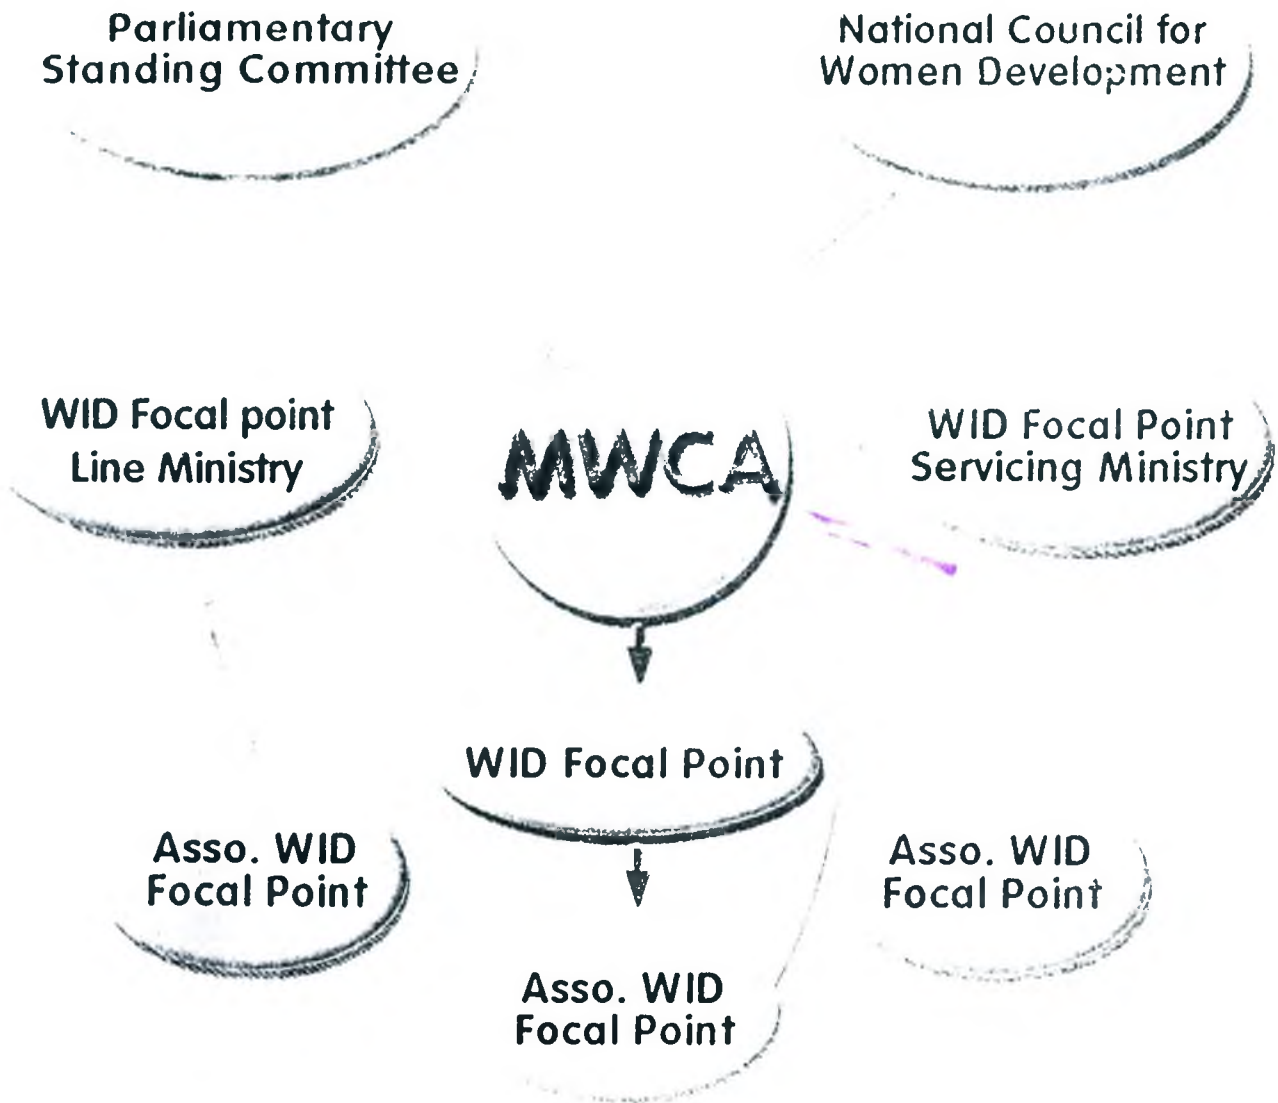 Parliamentary
Standing Committee
National Council for
Women Development
WID Focal point
Line Ministry
MWCA
WID Focal Point
Servicing Ministry
WID Focal Point
Asso. WID
Focal Point
Asso. WID
Focal Point
Asso. WID
Focal Point